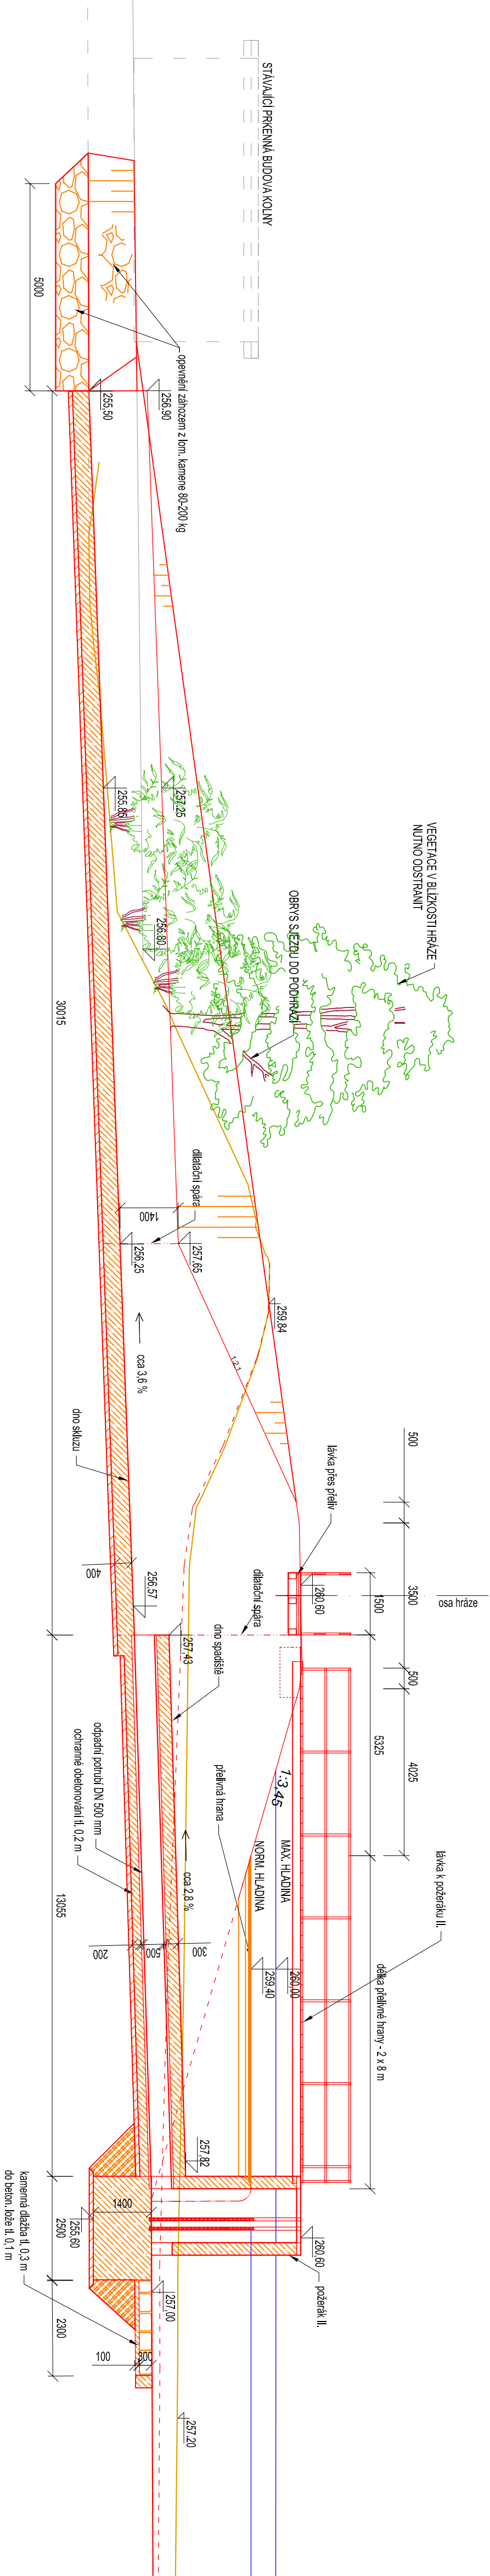 STÁVAJÍCÍ PRKENNÁ BUDOVA KOLNY
5000
opevnění záhozem z lom. kamene 80-200 kg
255,50
256,90
VEGETACE V BLÍZKOSTI HRÁZE
NUTNO ODSTRANIT
OBRYS SJEZDU DO PODHRÁZÍ
257,25
255,85
256,80
30015
1400
dilatační spára
257,65
256,25
259,84
cca 3,6 %
1:2,1
dno skluzu
400
500
lávka přes přeliv
3500
1500
osa hráze
260,60
256,57
dilatační spára
257,43
dno spadiště
500
5325
4025
1:3,45
přelivná hrana
NORM. HLADINA
MAX. HLADINA
lávka k požeráku II.
odpadní potrubí DN 500 mm
ochranné obetonování tl. 0,2 m
cca 2,8 %
13055
200
500
300
259,40
260,00
délka přelivné hrany - 2 x 8 m
257,82
1400
255,60
2500
260,60
požerák II.
257,00
kamenná dlažba tl. 0,3 m
do beton. lože tl. 0,1 m
2300
100
300
257,20